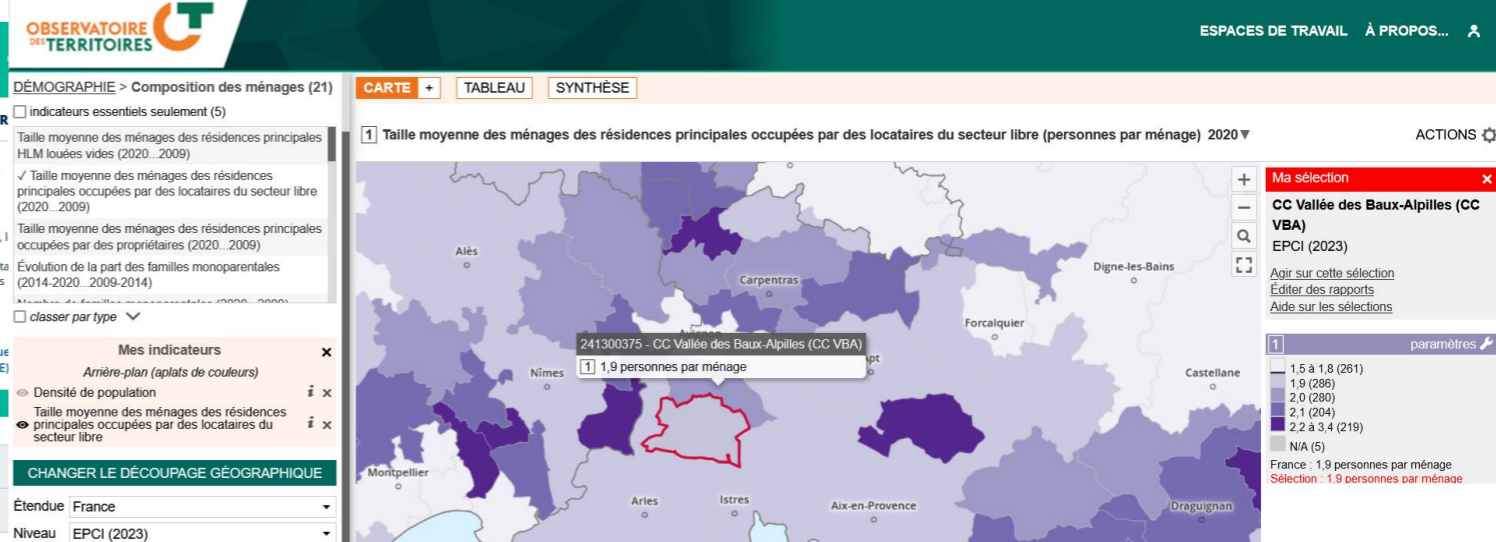 OBSERVATOIRE
DES TERRITOIRES
ESPACES DE TRAVAIL À PROPOS...
DÉMOGRAPHIE > Composition des ménages (21)
indicateurs essentiels seulement (5)
Taille moyenne des ménages des résidences principales
HLM louées vides (2020...2009)
✓ Taille moyenne des ménages des résidences
principales occupées par des locataires du secteur libre
(2020...2009)
Taille moyenne des ménages des résidences principales
occupées par des propriétaires (2020...2009)
Évolution de la part des familles monoparentales
(2014-2020...2009-2014)
classer par type
Mes indicateurs ×
Arrière-plan (aplats de couleurs)
Densité de population i ×
Taille moyenne des ménages des résidences
principales occupées par des locataires du i ×
secteur libre
CHANGER LE DÉCOUPAGE GÉOGRAPHIQUE
Étendue France
Niveau EPCI (2023)
CARTE + TABLEAU SYNTHÈSE
1 Taille moyenne des ménages des résidences principales occupées par des locataires du secteur libre (personnes par ménage) 2020 ▼
ACTIONS
Alès
Carpentras
Digne-les-Bains
Forcalquier
241300375 - CC Vallée des Baux-Alpilles (CC VBA)
1 1,9 personnes par ménage
Nîmes
Castellane
Montpellier
Arles
Istres
Aix-en-Provence
Draguignan
+
−
Ma sélection ×
CC Vallée des Baux-Alpilles (CC
VBA)
EPCI (2023)
Agir sur cette sélection
Éditer des rapports
Aide sur les sélections
1 paramètres
1,5 à 1,8 (261)
1,9 (286)
2,0 (280)
2,1 (204)
2,2 à 3,4 (219)
N/A (5)
France : 1,9 personnes par ménage
Sélection : 1,9 personnes par ménage